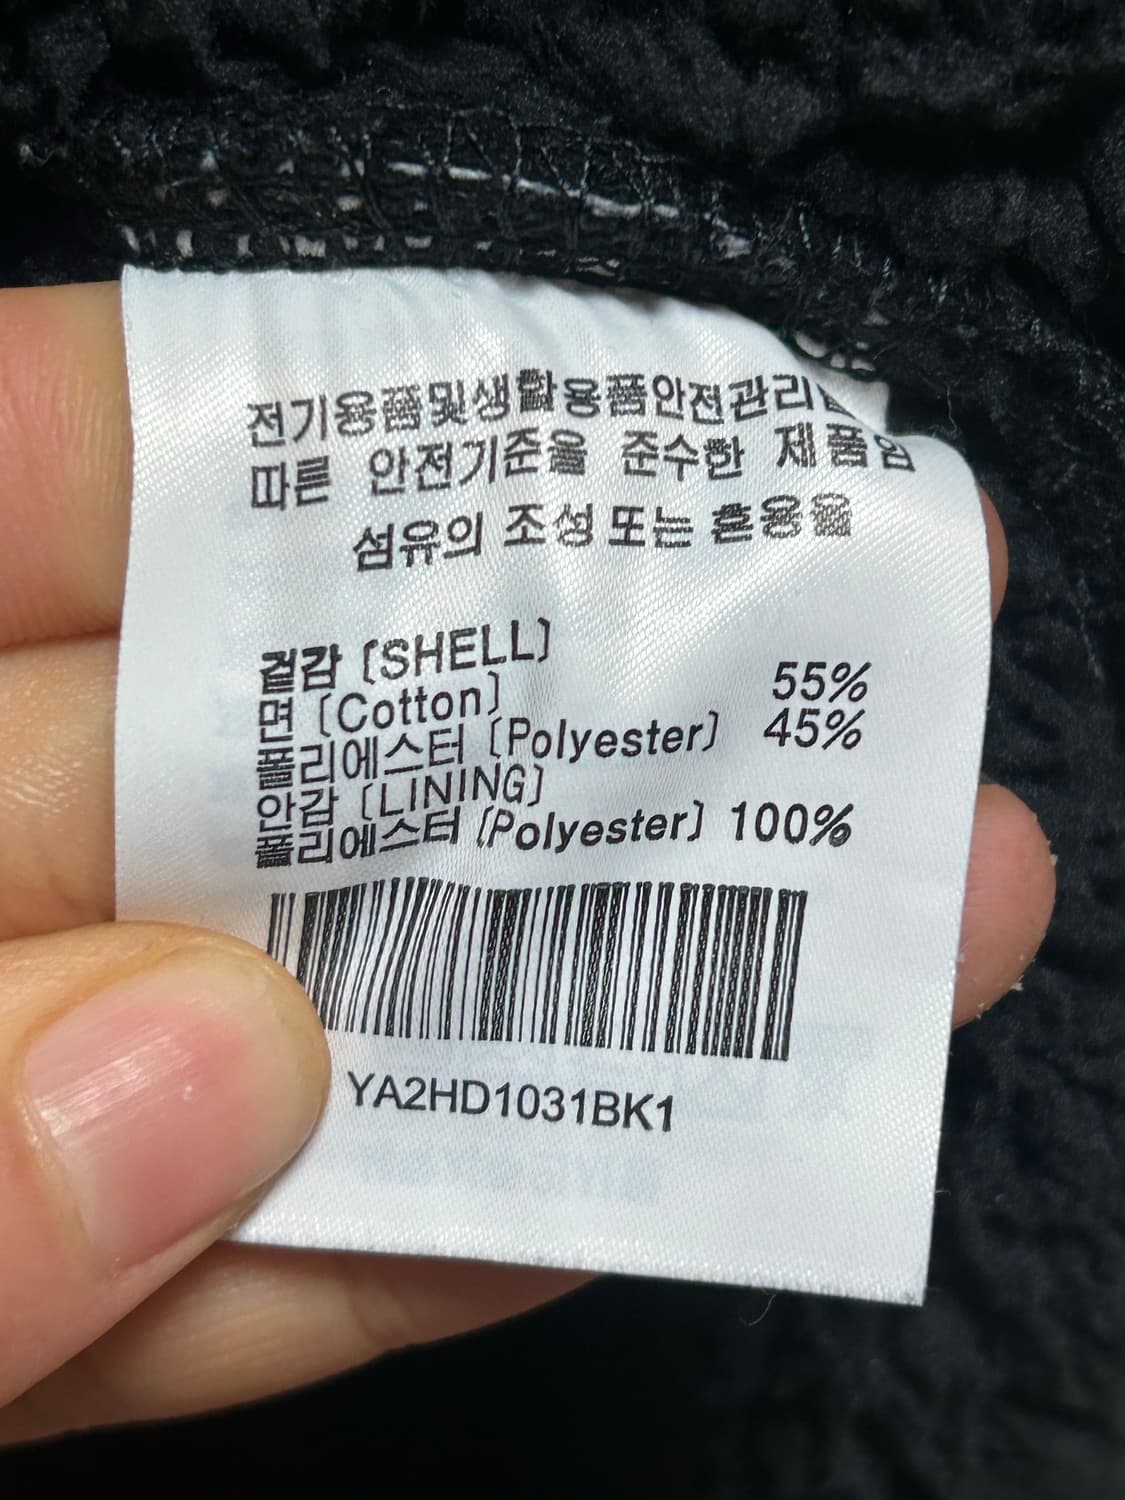 전기용품및생활용품안전관리
따른 안전기준을 준수한 제품임
섬유의 조성 또는 혼용율
겉감 [SHELL]
면 [Cotton] 55%
폴리에스터 [Polyester] 45%
안감 [LINING]
폴리에스터 [Polyester] 100%
YA2HD1031BK1